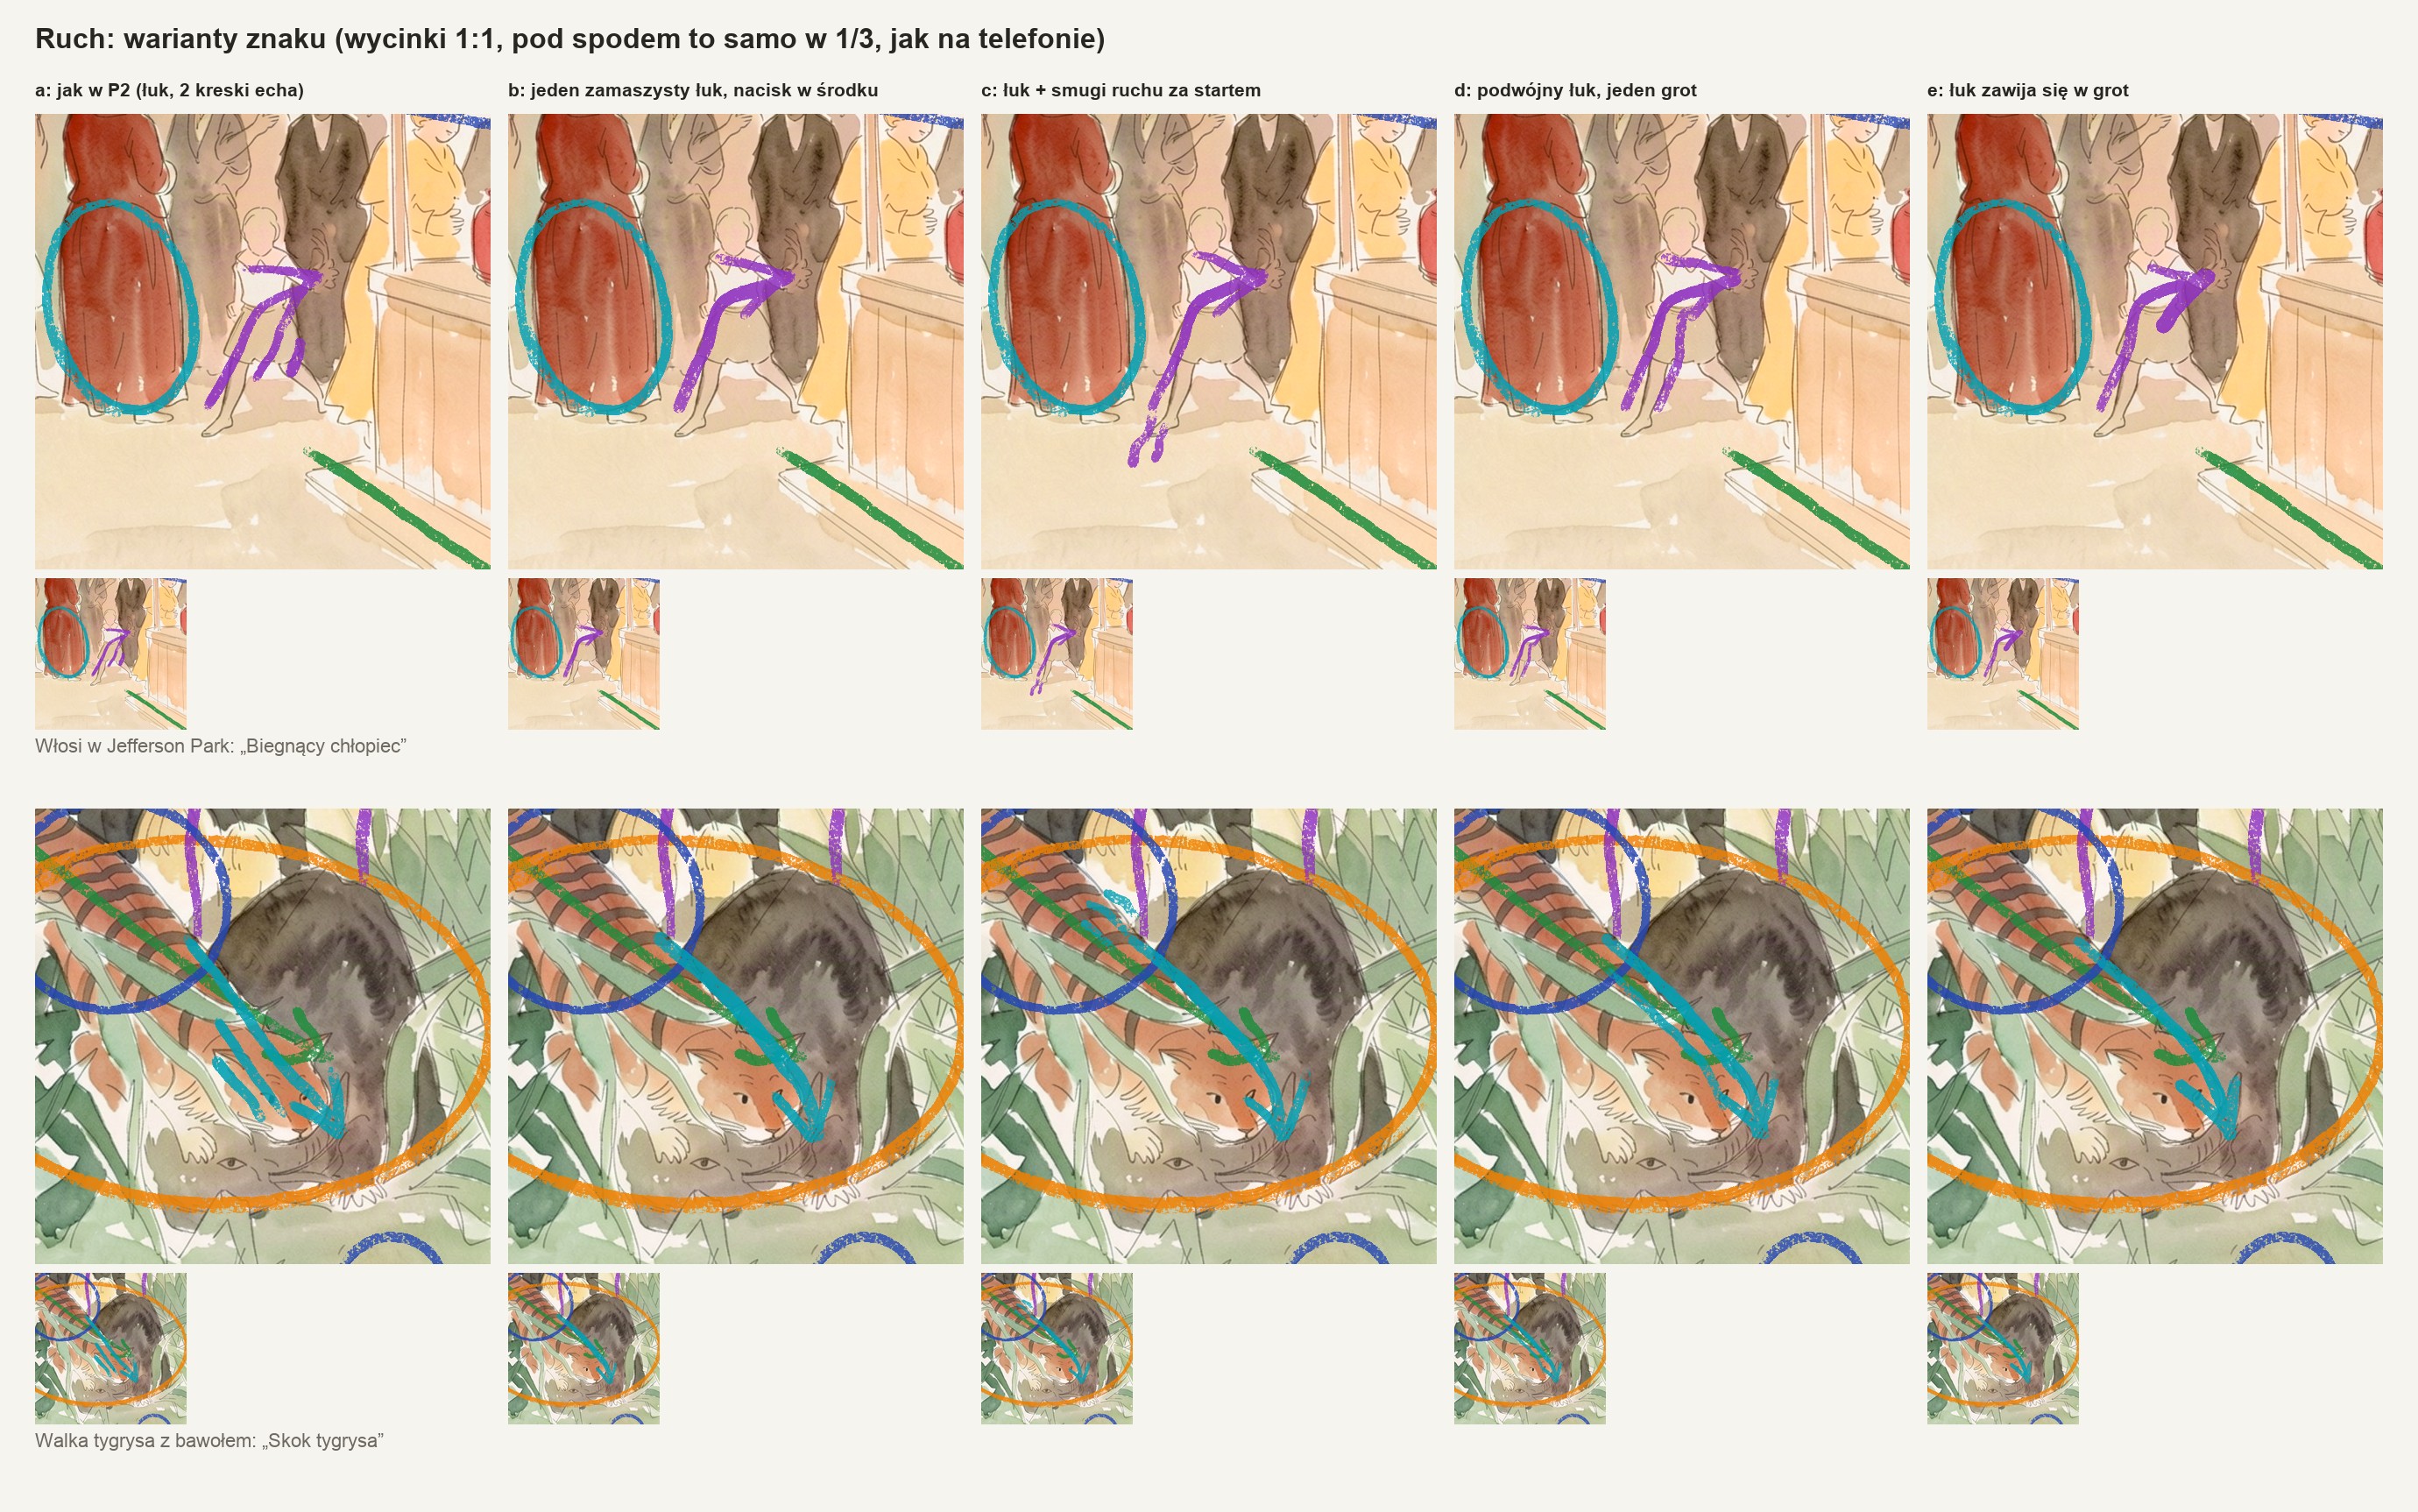 Ruch: warianty znaku (wycinki 1:1, pod spodem to samo w 1/3, jak na telefonie)
a: jak w P2 (łuk, 2 kreski echa)
b: jeden zamaszysty łuk, nacisk w środku
c: łuk + smugi ruchu za startem
d: podwójny łuk, jeden grot
e: łuk zawija się w grot
Włosi w Jefferson Park: „Biegnący chłopiec”
Walka tygrysa z bawołem: „Skok tygrysa”